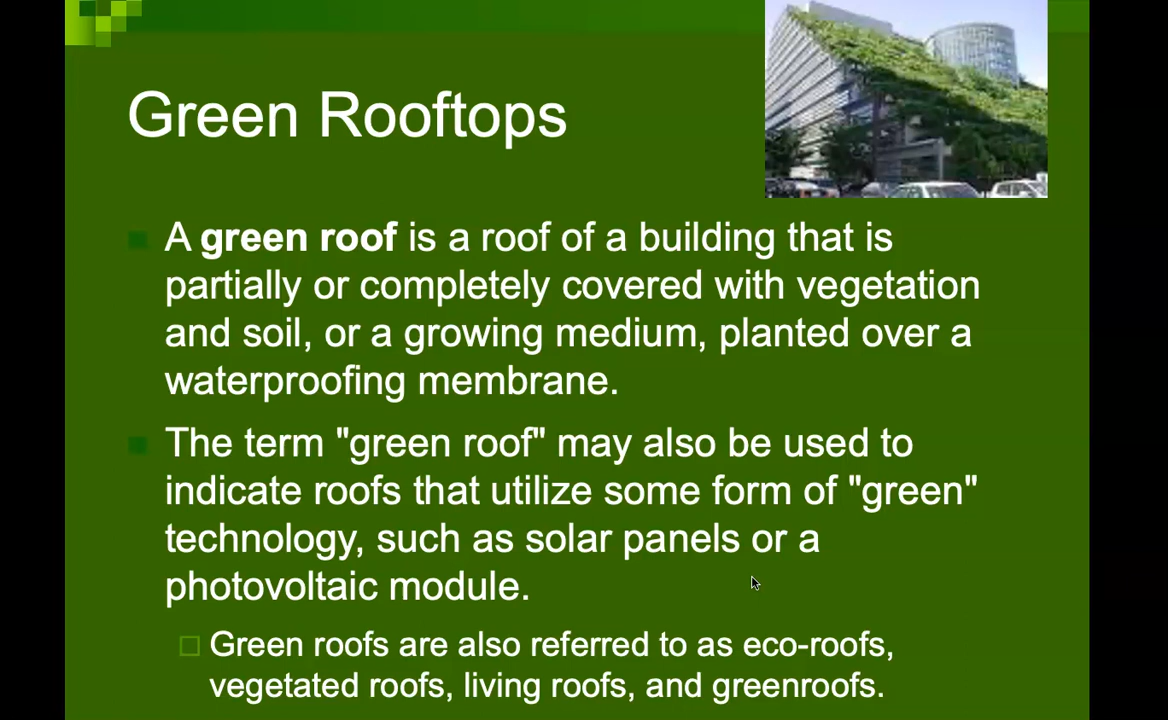 Green Rooftops
A green roof is a roof of a building that is
partially or completely covered with vegetation
and soil, or a growing medium, planted over a
waterproofing membrane.
The term "green roof" may also be used to
indicate roofs that utilize some form of "green"
technology, such as solar panels or a
photovoltaic module.
Green roofs are also referred to as eco-roofs,
vegetated roofs, living roofs, and greenroofs.